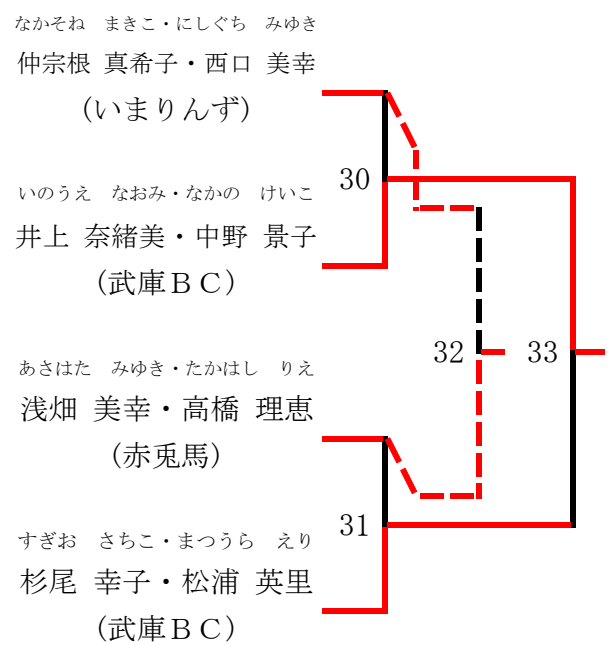 なかそね　まきこ・にしぐち　みゆき
仲宗根 真希子・西口 美幸
（いまりんず）
30
いのうえ　なおみ・なかの　けいこ
井上 奈緒美・中野 景子
（武庫ＢＣ）
32
33
あさはた　みゆき・たかはし　りえ
浅畑 美幸・高橋 理恵
（赤兎馬）
31
すぎお　さちこ・まつうら　えり
杉尾 幸子・松浦 英里
（武庫ＢＣ）